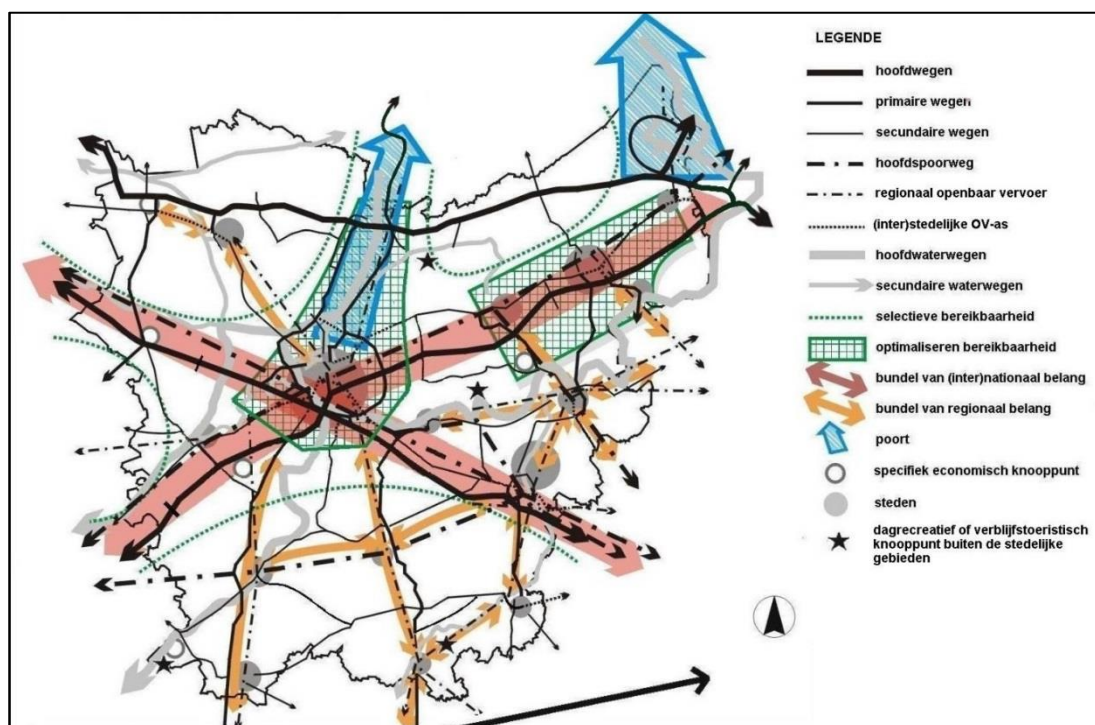 LEGENDE
hoofdwegen
primaire wegen
secundaire wegen
hoofdspoorweg
regionaal openbaar vervoer
(inter)stedelijke OV-as
hoofdwaterwegen
secundaire waterwegen
selectieve bereikbaarheid
optimaliseren bereikbaarheid
bundel van (inter)nationaal belang
bundel van regionaal belang
poort
specifiek economisch knooppunt
steden
dagrecreatief of verblijfstoeristisch
knooppunt buiten de stedelijke
gebieden